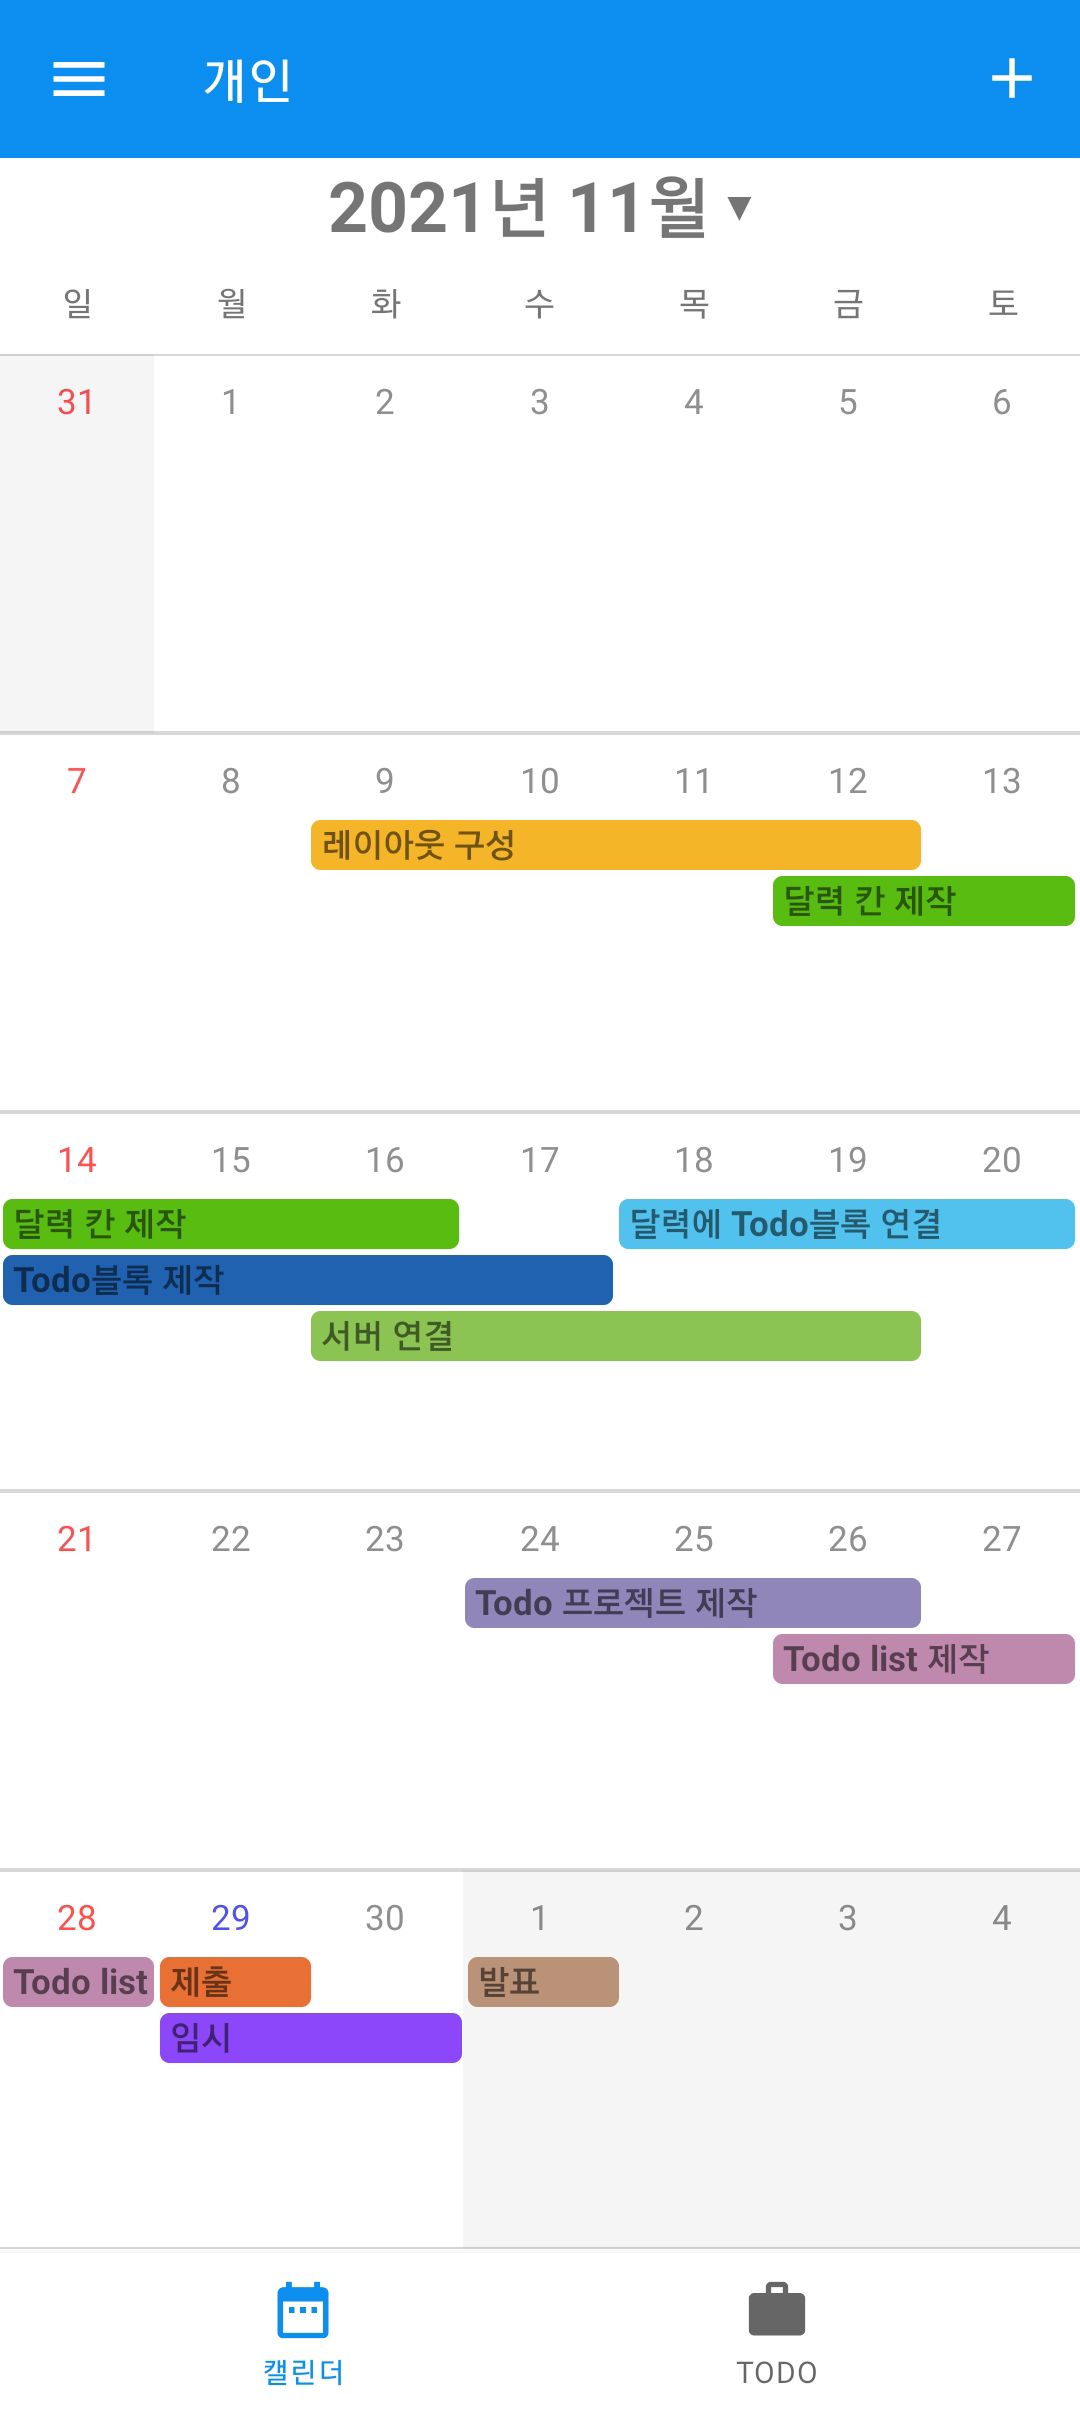 개인
2021년 11월 ▼
일 월 화 수 목 금 토
31 1 2 3 4 5 6
7 8 9 10 11 12 13
레이아웃 구성
달력 칸 제작
14 15 16 17 18 19 20
달력 칸 제작 달력에 Todo블록 연결
Todo블록 제작
서버 연결
21 22 23 24 25 26 27
Todo 프로젝트 제작
Todo list 제작
28 29 30 1 2 3 4
Todo list 제출 발표
임시
캘린더 TODO